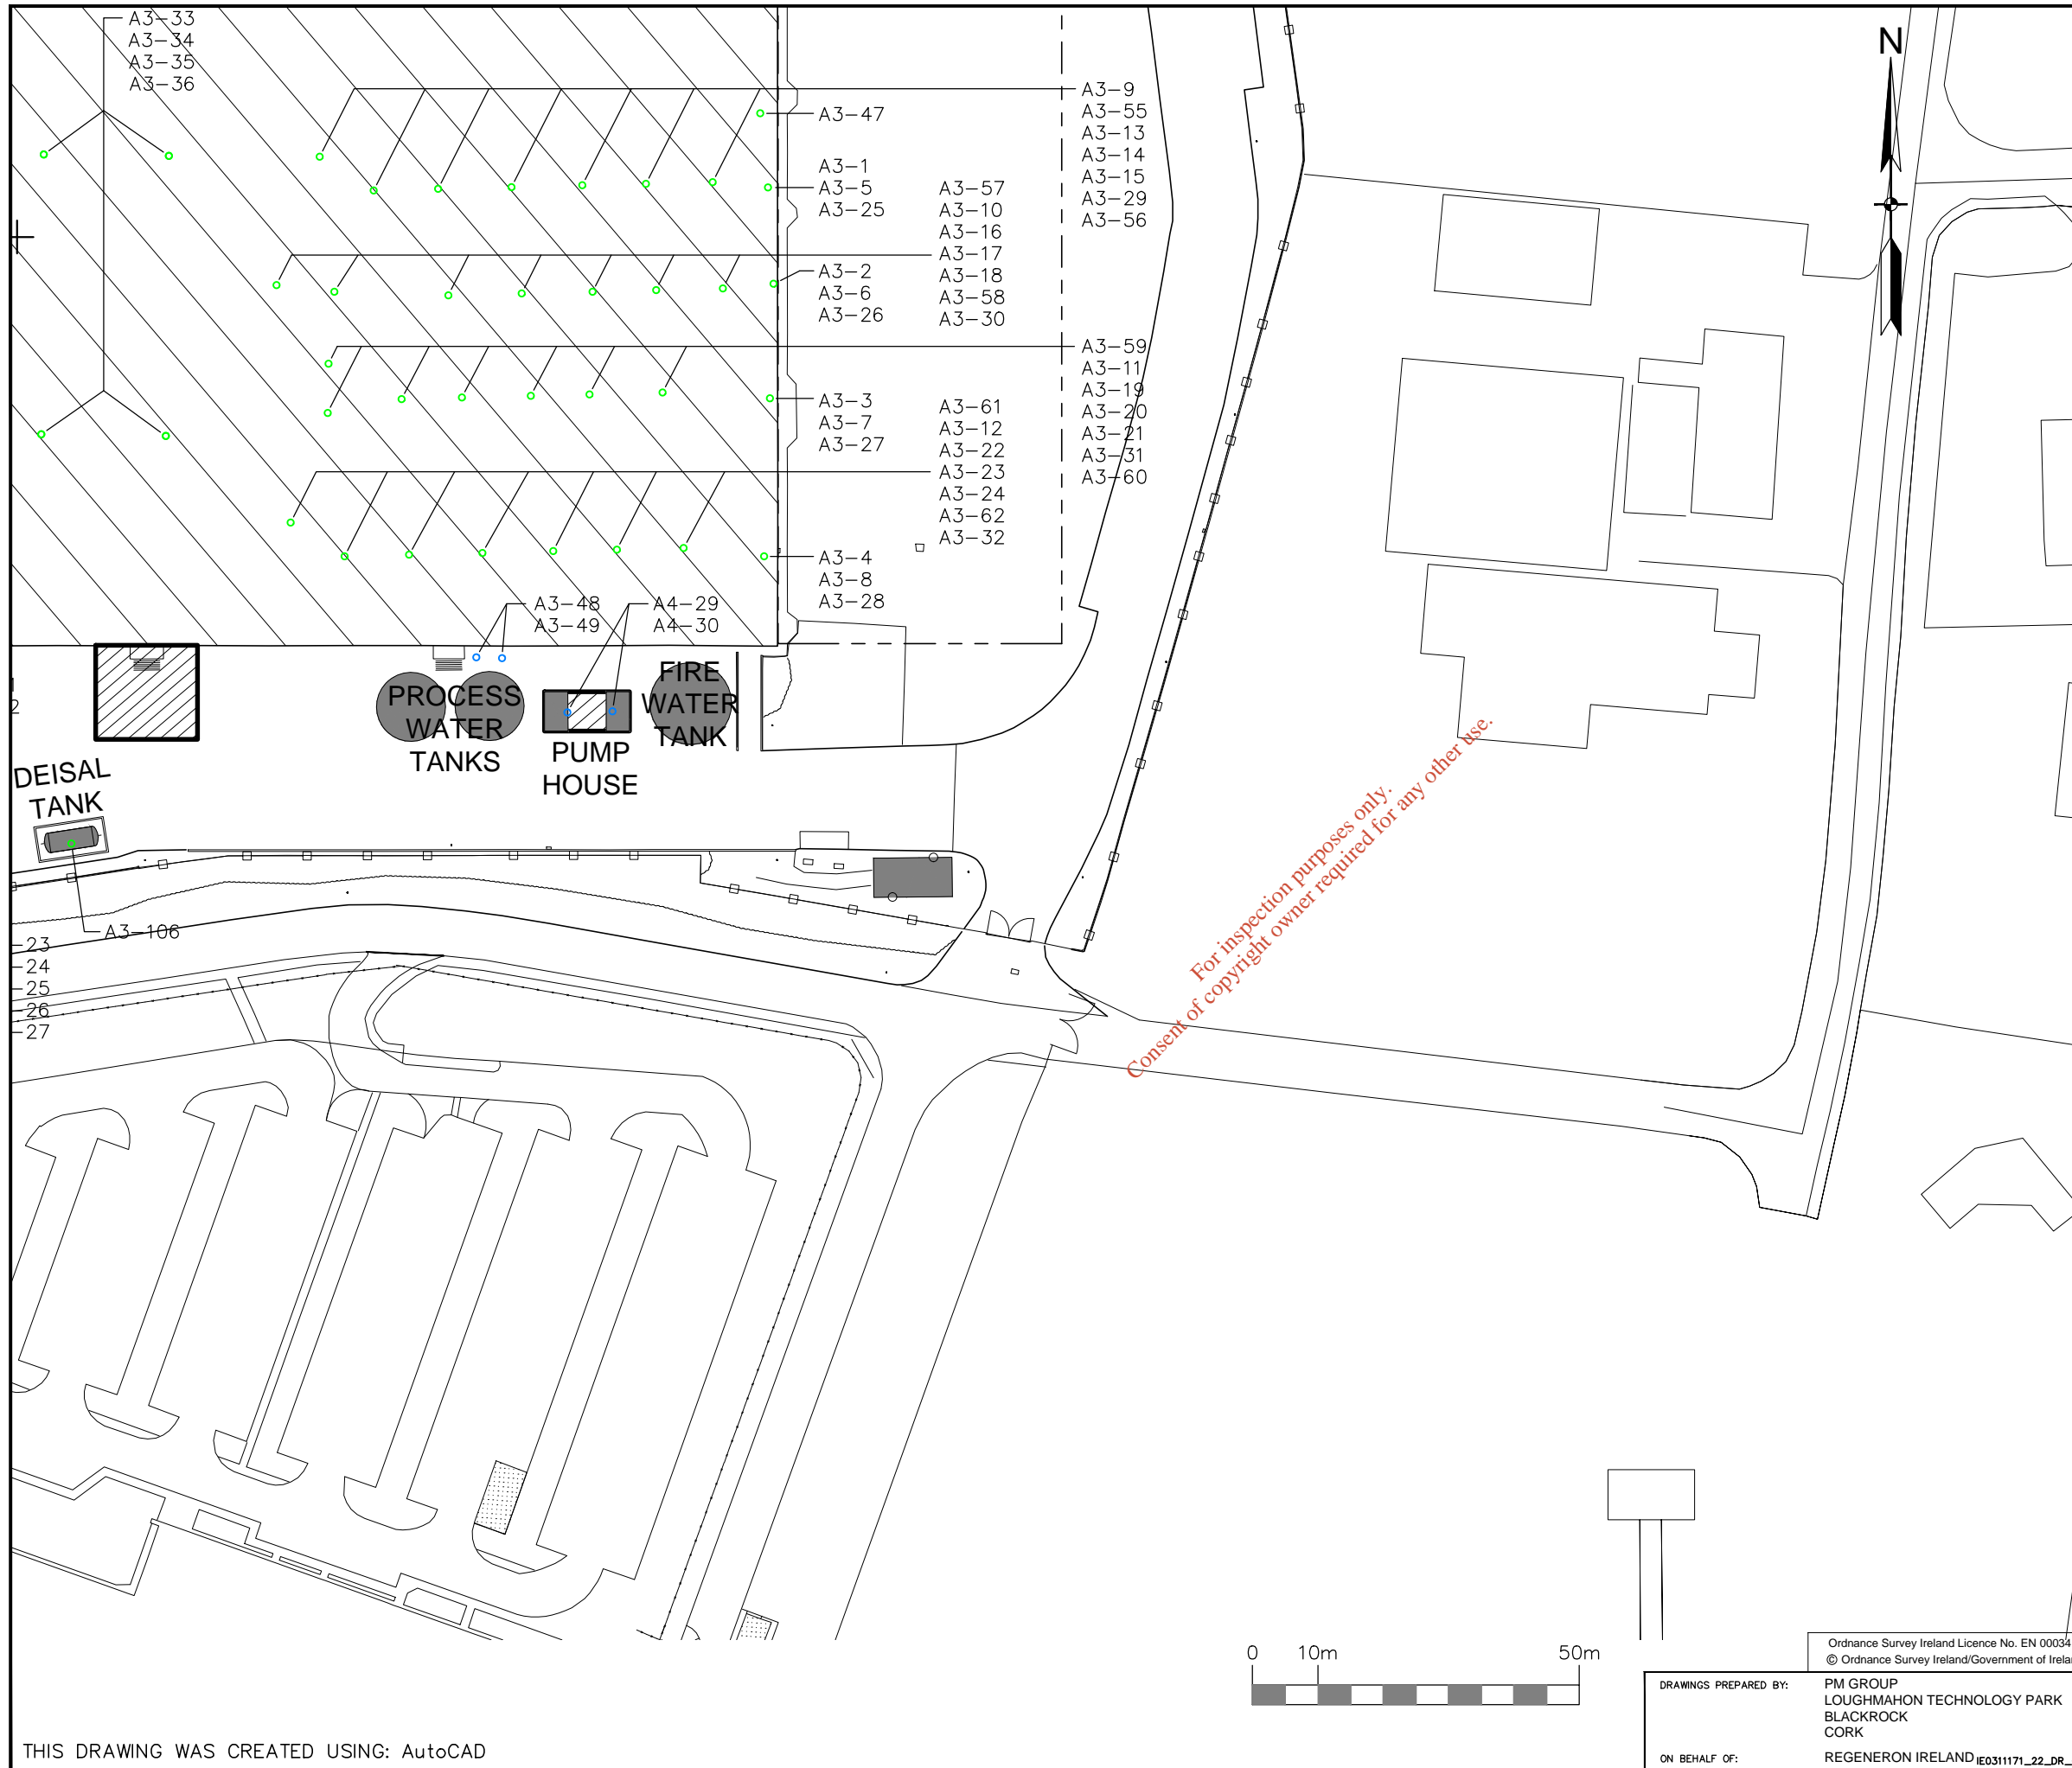 A3-33
A3-34
A3-35
A3-36
N
A3-47
A3-9
A3-55
A3-13
A3-14
A3-15
A3-29
A3-56
A3-1
A3-5
A3-25
A3-57
A3-10
A3-16
A3-17
A3-18
A3-58
A3-30
A3-2
A3-6
A3-26
A3-59
A3-11
A3-19
A3-20
A3-21
A3-31
A3-60
A3-3
A3-7
A3-27
A3-61
A3-12
A3-22
A3-23
A3-24
A3-62
A3-32
A3-4
A3-8
A3-28
A3-48
A3-49
A4-29
A4-30
2
PROCESS
WATER
TANKS
PUMP
HOUSE
FIRE
WATER
TANK
DEISAL
TANK
A3-106
23
24
25
26
27
For inspection purposes only.
Consent of copyright owner required for any other use.
0 10m 50m
Ordnance Survey Ireland Licence No. EN 00034
© Ordnance Survey Ireland/Government of Irela
DRAWINGS PREPARED BY: PM GROUP
LOUGHMAHON TECHNOLOGY PARK
BLACKROCK
CORK
ON BEHALF OF: REGENERON IRELAND IE0311171_22_DR_
THIS DRAWING WAS CREATED USING: AutoCAD